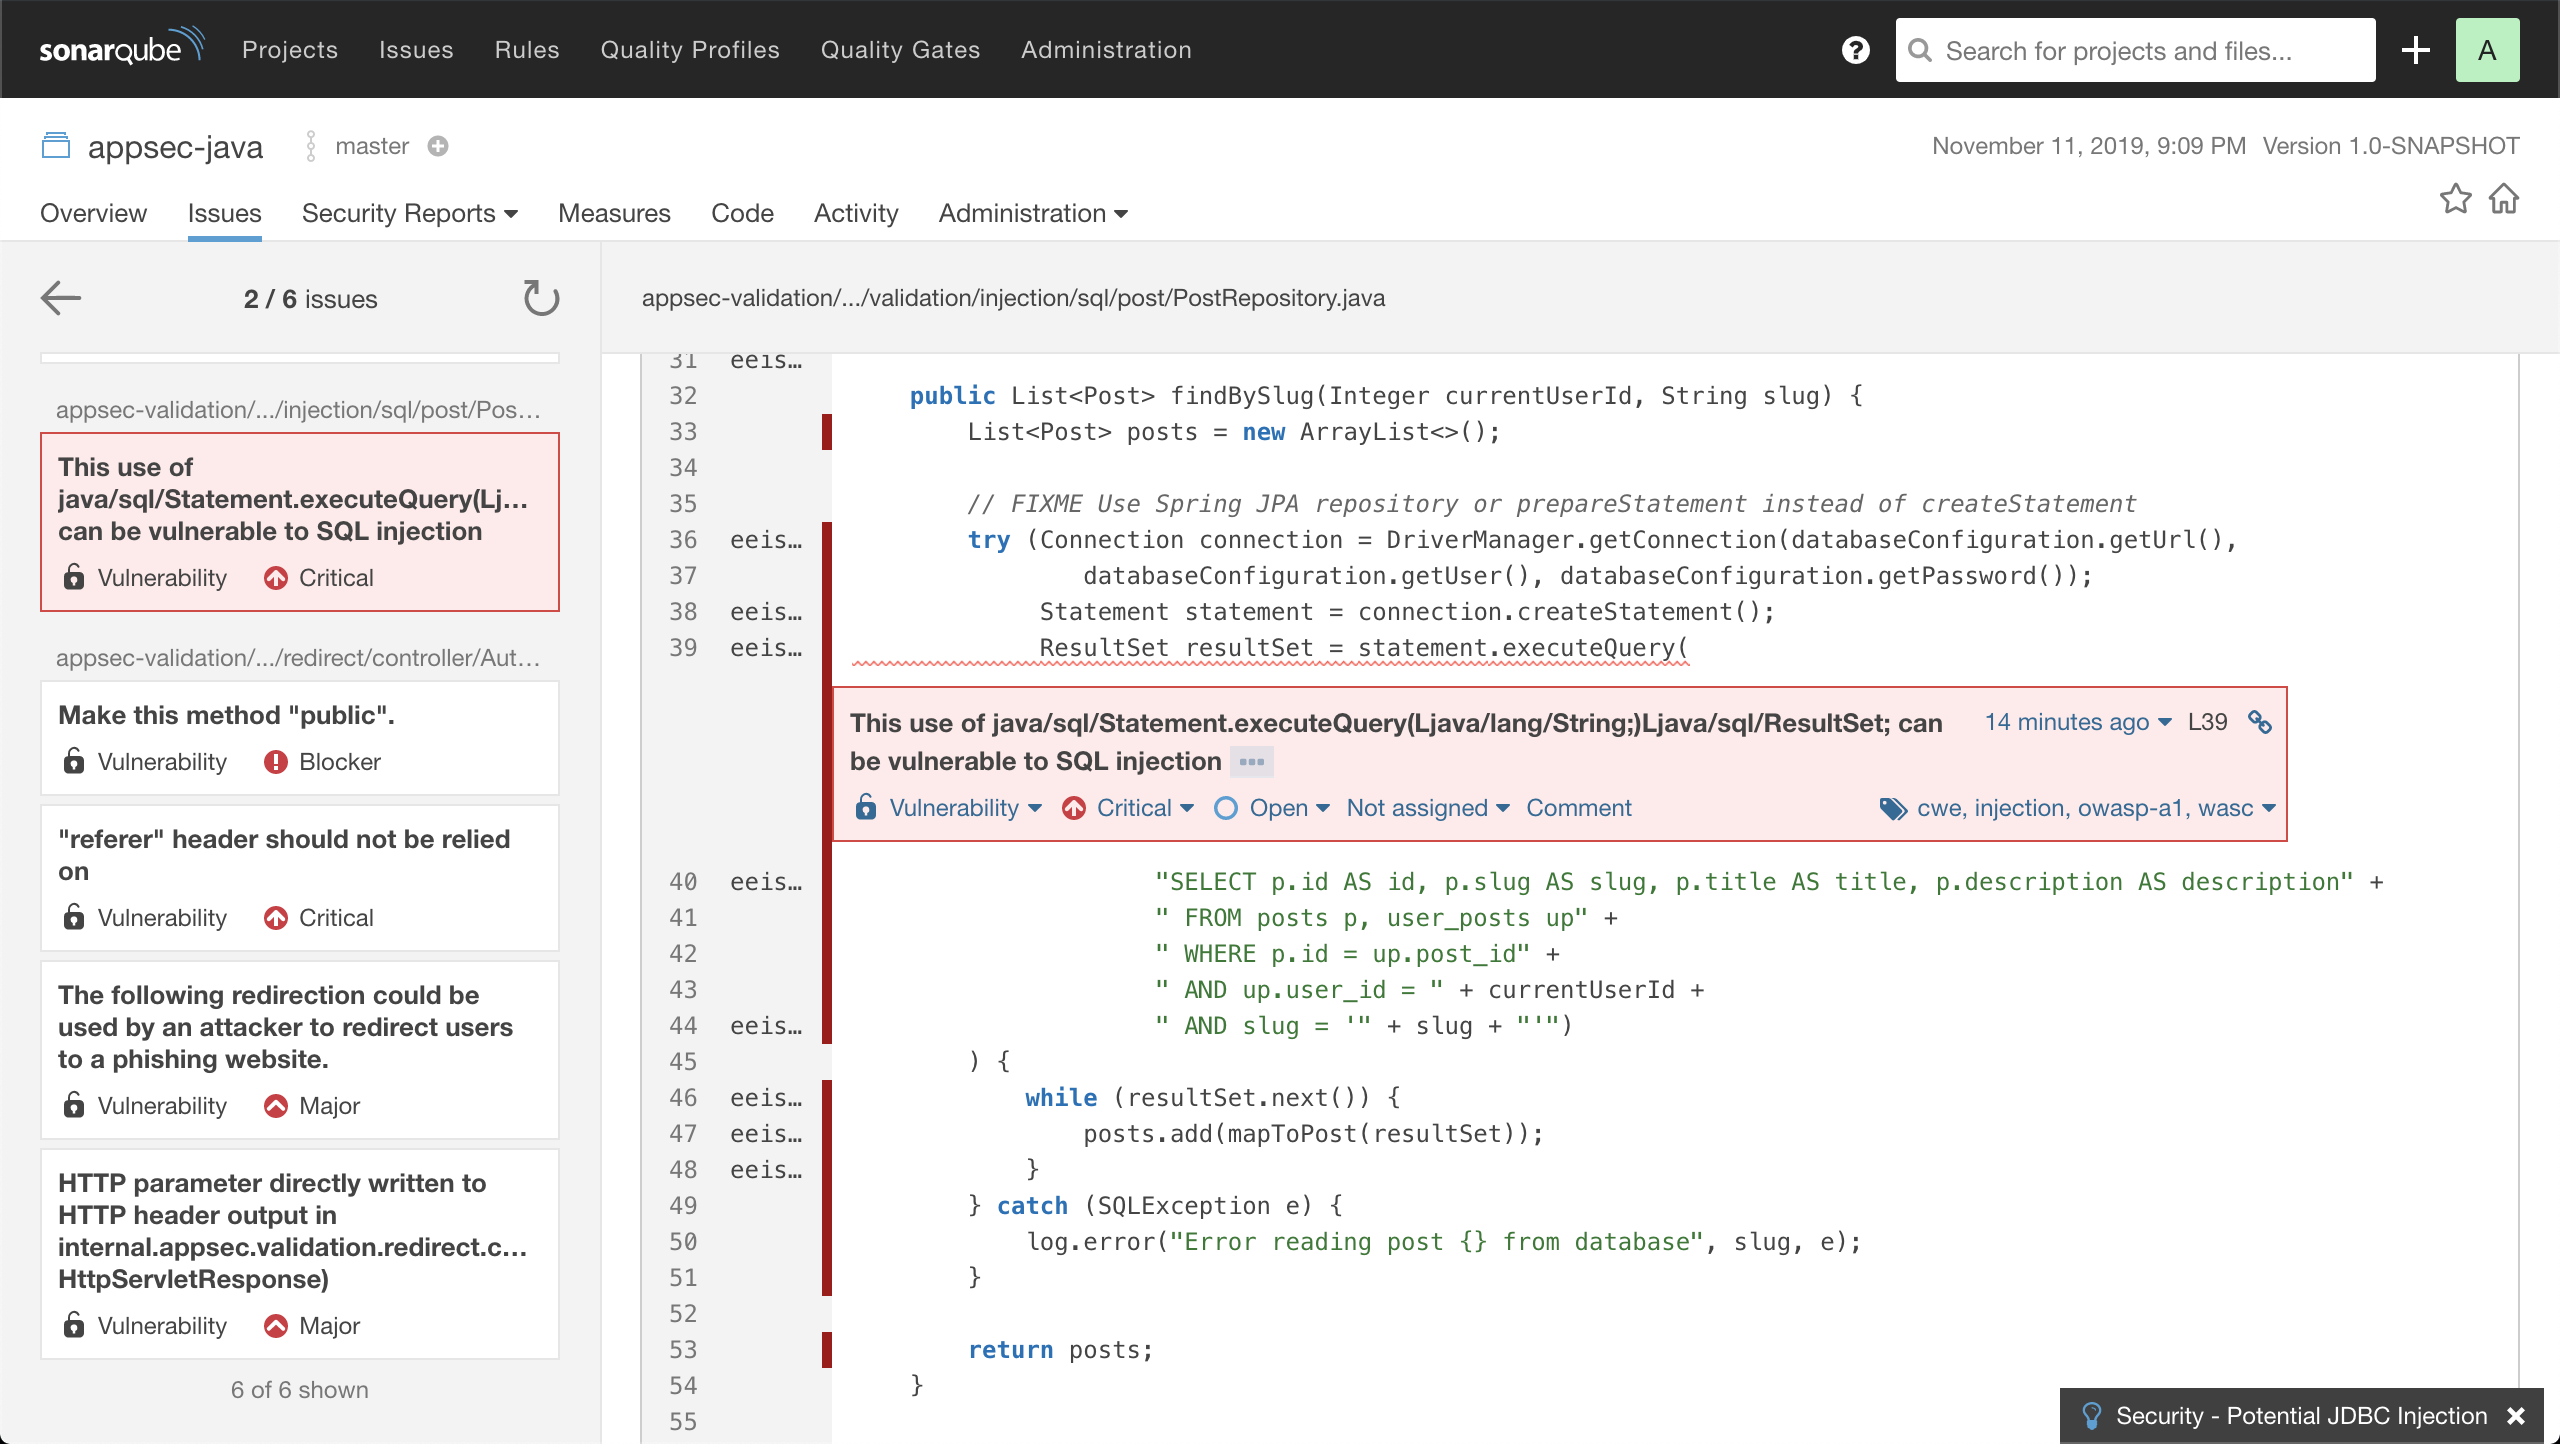 sonarqube Projects Issues Rules Quality Profiles Quality Gates Administration Search for projects and files... A
appsec-java master November 11, 2019, 9:09 PM Version 1.0-SNAPSHOT
Overview Issues Security Reports Measures Code Activity Administration
2 / 6 issues
appsec-validation/.../injection/sql/post/Pos...
This use of
java/sql/Statement.executeQuery(Lj...
can be vulnerable to SQL injection
Vulnerability Critical
appsec-validation/.../redirect/controller/Aut...
Make this method "public".
Vulnerability Blocker
"referer" header should not be relied
on
Vulnerability Critical
The following redirection could be
used by an attacker to redirect users
to a phishing website.
Vulnerability Major
HTTP parameter directly written to
HTTP header output in
internal.appsec.validation.redirect.c...
HttpServletResponse)
Vulnerability Major
6 of 6 shown
appsec-validation/.../validation/injection/sql/post/PostRepository.java
31 eeis…
32 public List<Post> findBySlug(Integer currentUserId, String slug) {
33 List<Post> posts = new ArrayList<>();
34
35 // FIXME Use Spring JPA repository or prepareStatement instead of createStatement
36 eeis… try (Connection connection = DriverManager.getConnection(databaseConfiguration.getUrl(),
37 databaseConfiguration.getUser(), databaseConfiguration.getPassword());
38 eeis… Statement statement = connection.createStatement();
39 eeis… ResultSet resultSet = statement.executeQuery(
This use of java/sql/Statement.executeQuery(Ljava/lang/String;)Ljava/sql/ResultSet; can 14 minutes ago L39
be vulnerable to SQL injection
Vulnerability Critical Open Not assigned Comment cwe, injection, owasp-a1, wasc
40 eeis… "SELECT p.id AS id, p.slug AS slug, p.title AS title, p.description AS description" +
41 " FROM posts p, user_posts up" +
42 " WHERE p.id = up.post_id" +
43 " AND up.user_id = " + currentUserId +
44 eeis… " AND slug = '" + slug + "'")
45 ) {
46 eeis… while (resultSet.next()) {
47 eeis… posts.add(mapToPost(resultSet));
48 eeis… }
49 } catch (SQLException e) {
50 log.error("Error reading post {} from database", slug, e);
51 }
52
53 return posts;
54 }
55
Security - Potential JDBC Injection